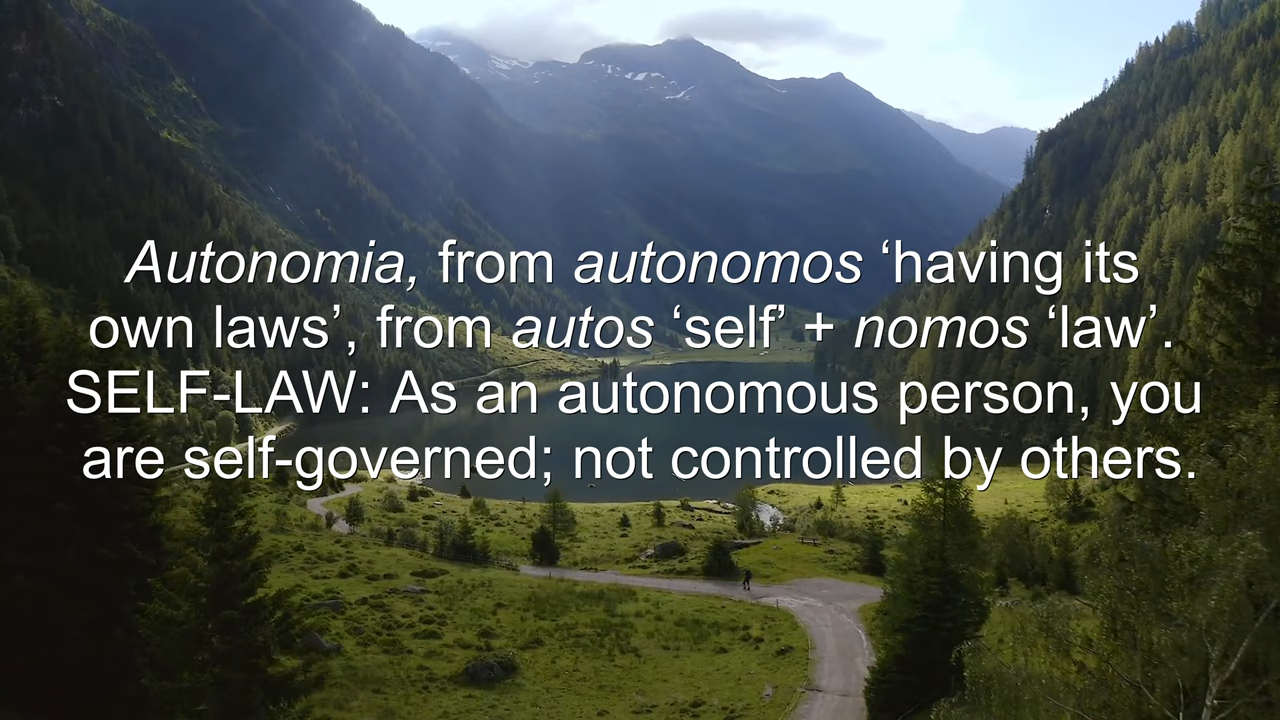 Autonomia, from autonomos ‘having its
own laws’, from autos ‘self’ + nomos ‘law’.
SELF-LAW: As an autonomous person, you
are self-governed; not controlled by others.